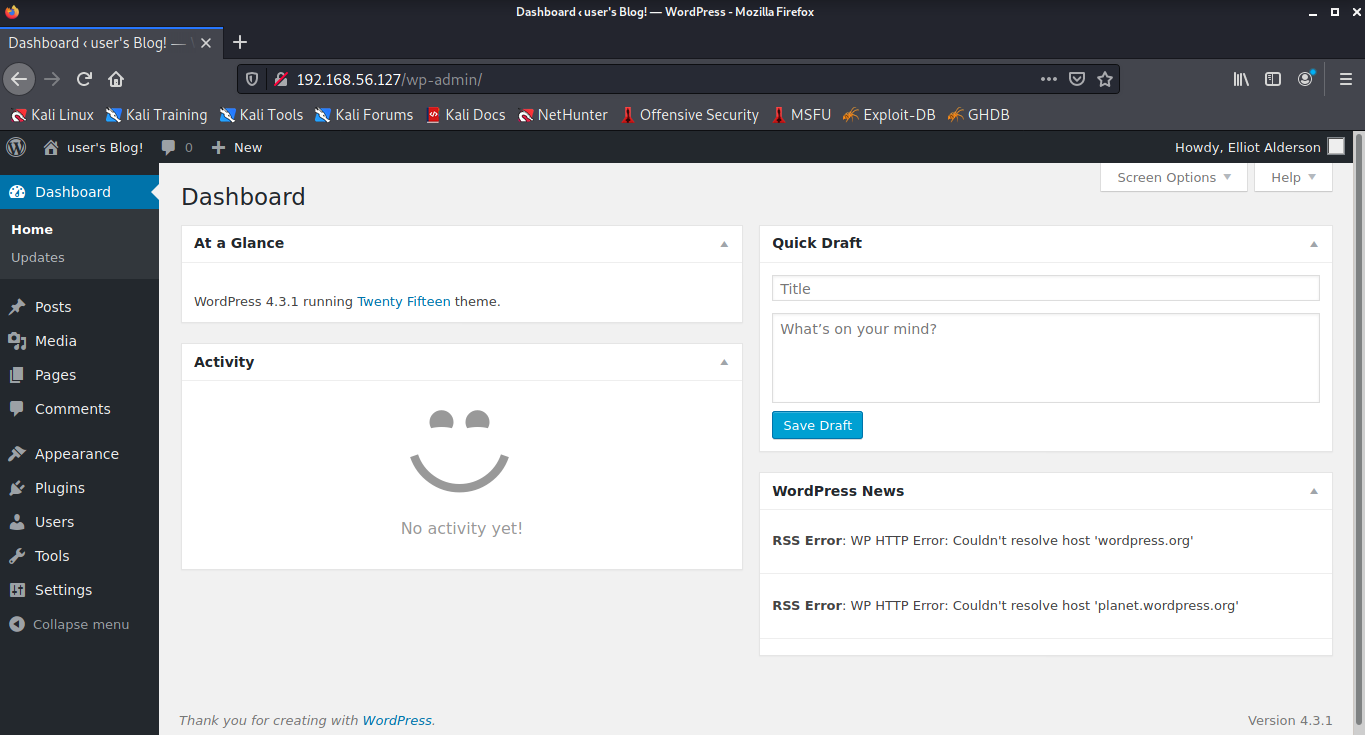 Dashboard ‹ user's Blog! — WordPress - Mozilla Firefox
Dashboard ‹ user's Blog! —
192.168.56.127/wp-admin/
Kali Linux Kali Training Kali Tools Kali Forums Kali Docs NetHunter Offensive Security MSFU Exploit-DB GHDB
user's Blog! 0 New Howdy, Elliot Alderson
Screen Options Help
Dashboard
Home
Updates
Posts
Media
Pages
Comments
Appearance
Plugins
Users
Tools
Settings
Collapse menu
Dashboard
At a Glance
WordPress 4.3.1 running Twenty Fifteen theme.
Activity
No activity yet!
Quick Draft
Title
What's on your mind?
Save Draft
WordPress News
RSS Error: WP HTTP Error: Couldn't resolve host 'wordpress.org'
RSS Error: WP HTTP Error: Couldn't resolve host 'planet.wordpress.org'
Thank you for creating with WordPress.
Version 4.3.1